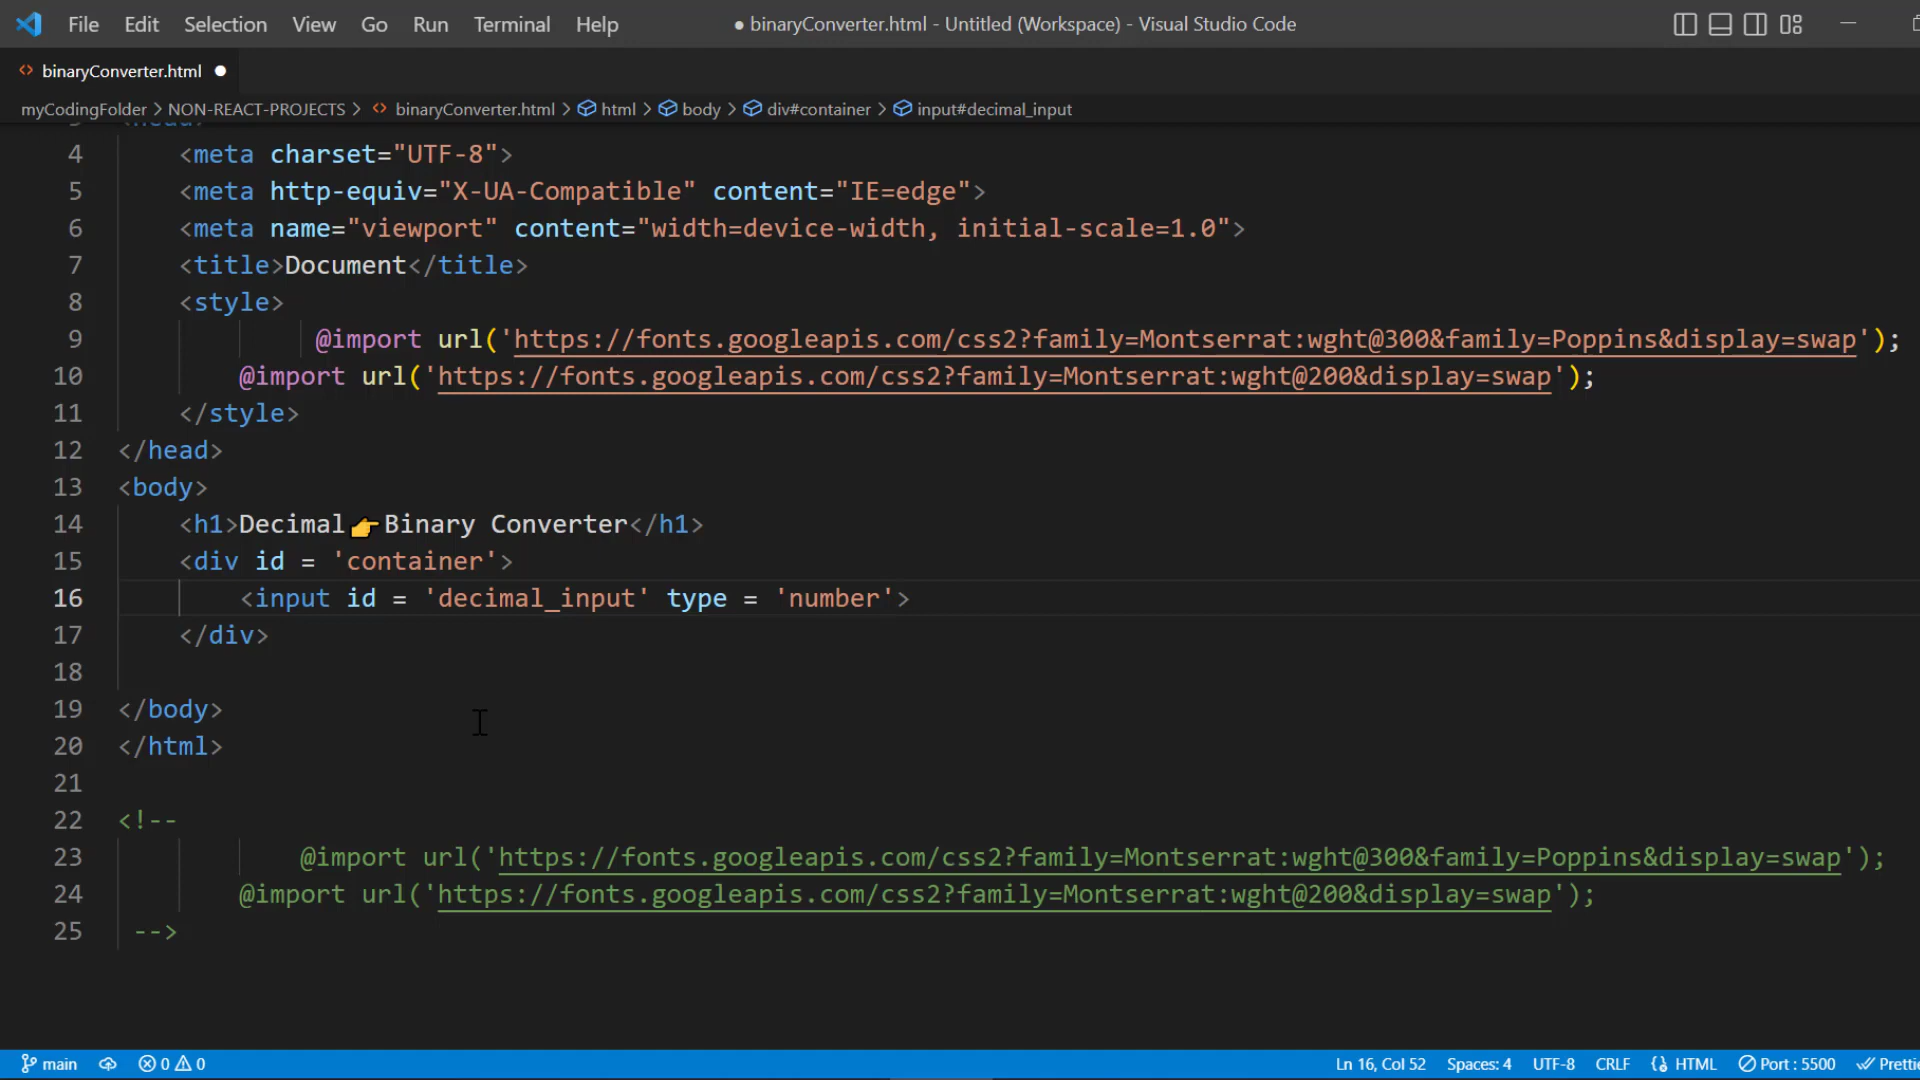 File Edit Selection View Go Run Terminal Help ● binaryConverter.html - Untitled (Workspace) - Visual Studio Code
<> binaryConverter.html ●
myCodingFolder > NON-REACT-PROJECTS > <> binaryConverter.html > html > body > div#container > input#decimal_input
3 <head>
4 <meta charset="UTF-8">
5 <meta http-equiv="X-UA-Compatible" content="IE=edge">
6 <meta name="viewport" content="width=device-width, initial-scale=1.0">
7 <title>Document</title>
8 <style>
9 @import url('https://fonts.googleapis.com/css2?family=Montserrat:wght@300&family=Poppins&display=swap');
10 @import url('https://fonts.googleapis.com/css2?family=Montserrat:wght@200&display=swap');
11 </style>
12 </head>
13 <body>
14 <h1>Decimal👉Binary Converter</h1>
15 <div id = 'container'>
16 <input id = 'decimal_input' type = 'number'>
17 </div>
18
19 </body>
20 </html>
21
22 <!--
23 @import url('https://fonts.googleapis.com/css2?family=Montserrat:wght@300&family=Poppins&display=swap');
24 @import url('https://fonts.googleapis.com/css2?family=Montserrat:wght@200&display=swap');
25 -->
main 0 0 Ln 16, Col 52 Spaces: 4 UTF-8 CRLF {} HTML Port : 5500 Prettie